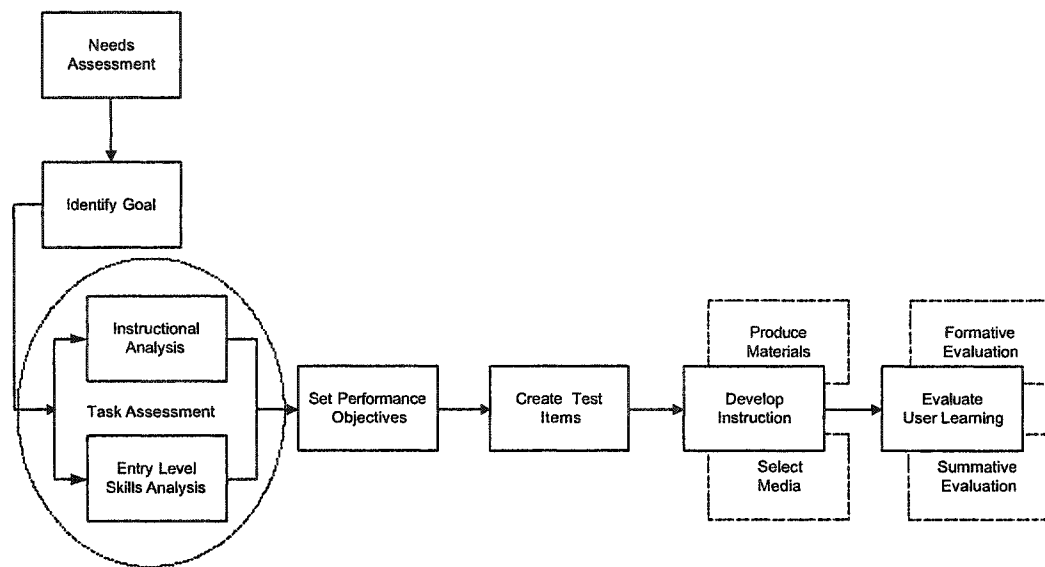 Needs
Assessment
Identify Goal
Instructional
Analysis
Task Assessment
Entry Level
Skills Analysis
Set Performance
Objectives
Create Test
Items
Produce
Materials
Develop
Instruction
Select
Media
Formative
Evaluation
Evaluate
User Learning
Summative
Evaluation